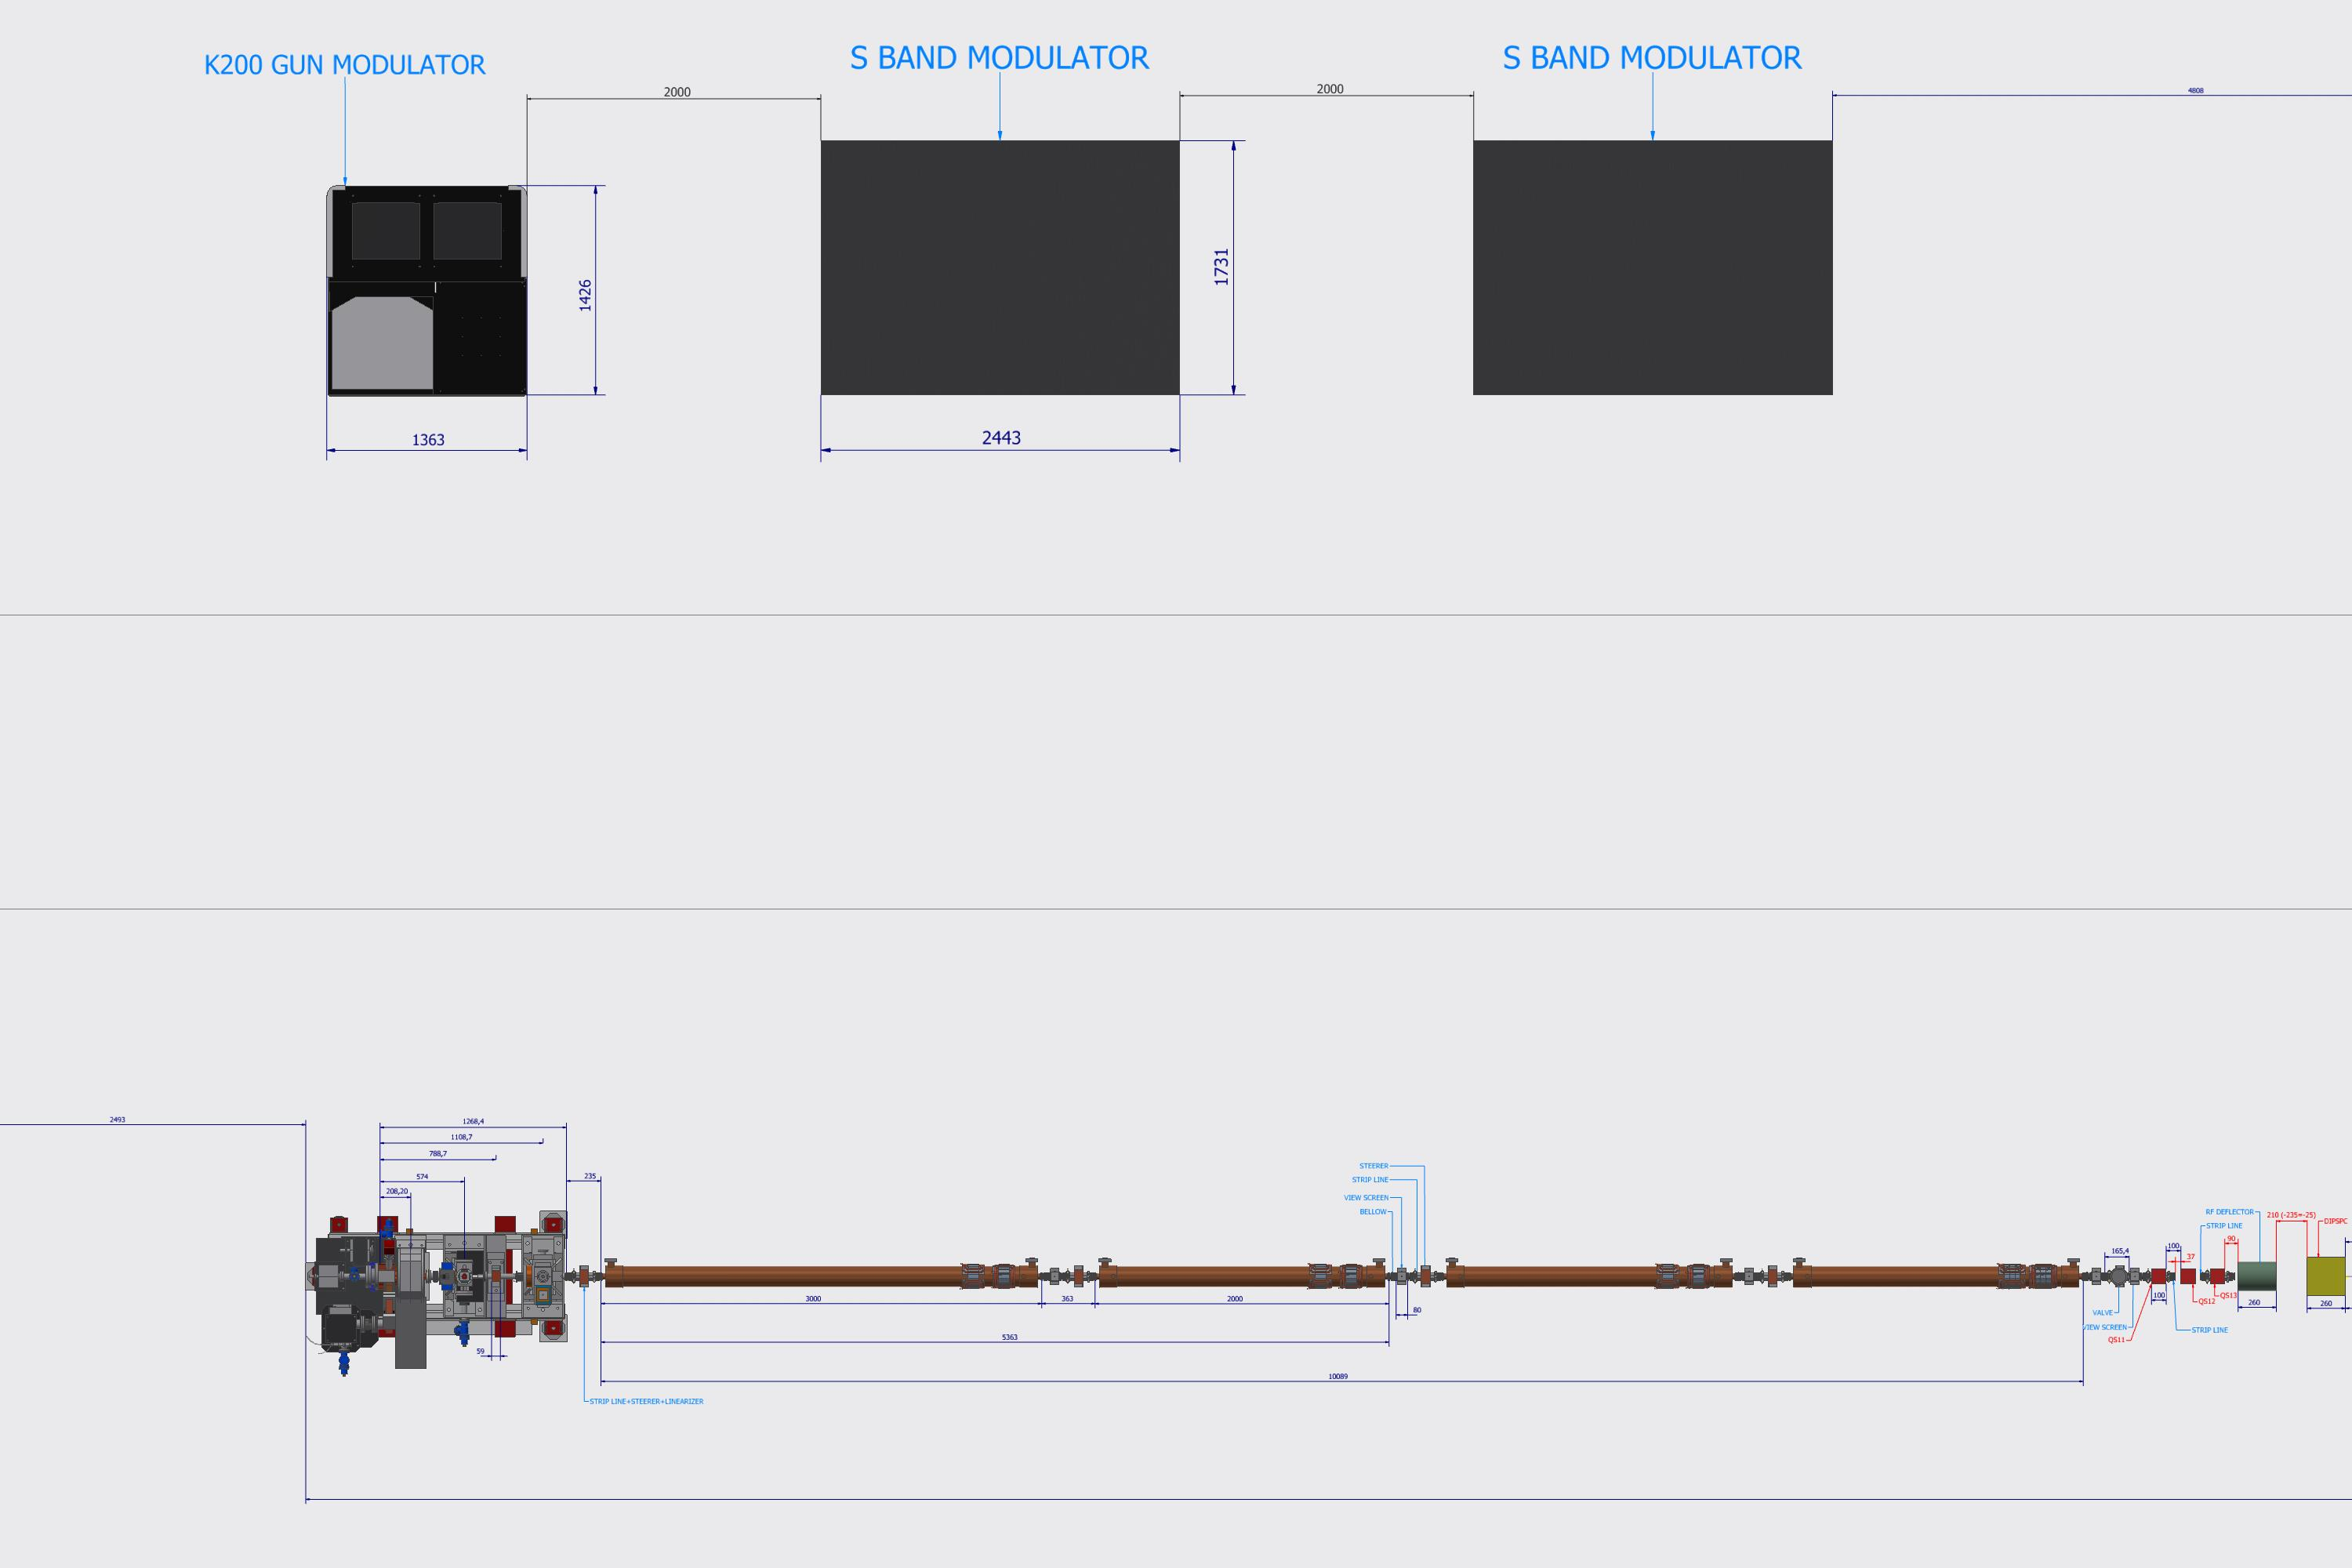 K200 GUN MODULATOR
S BAND MODULATOR
S BAND MODULATOR
2000
2000
4808
1426
1731
1363
2443
2493
1268,4
1108,7
788,7
574
208,20
235
STEERER
STRIP LINE
VIEW SCREEN
BELLOW
RF DEFLECTOR
STRIP LINE
210 (-235=-25)
DIPSPC
90
100
37
165,4
3000
363
2000
80
100
QS12
QS13
260
260
VALVE
VIEW SCREEN
STRIP LINE
QS11
5363
59
10089
STRIP LINE+STEERER+LINEARIZER